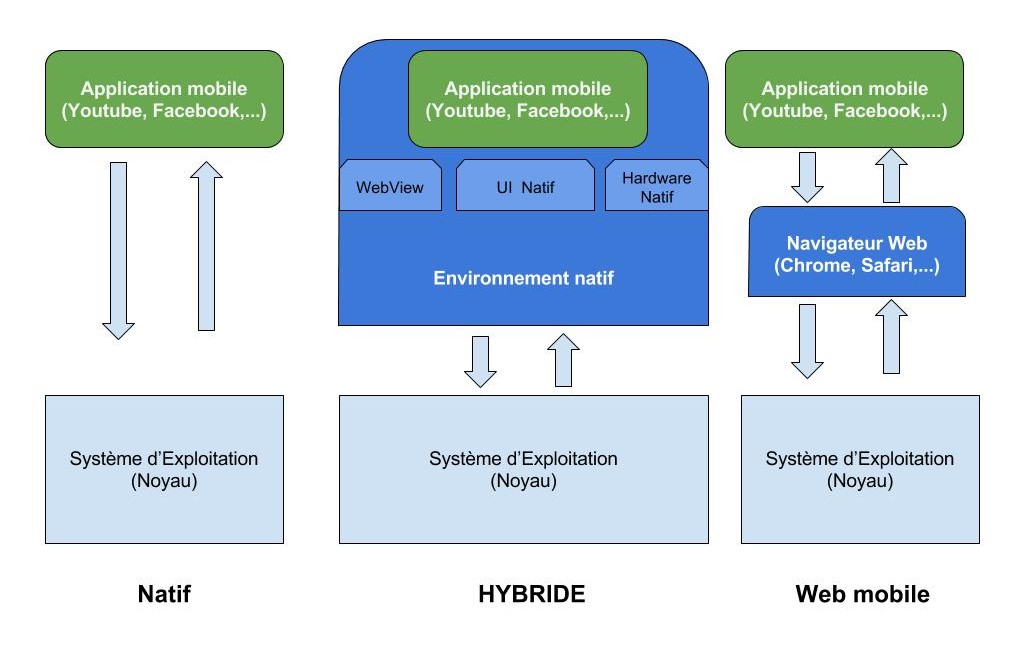 Application mobile
(Youtube, Facebook,...)
Système d'Exploitation
(Noyau)
Natif
Application mobile
(Youtube, Facebook,...)
WebView
UI Natif
Hardware
Natif
Environnement natif
Système d'Exploitation
(Noyau)
HYBRIDE
Application mobile
(Youtube, Facebook,...)
Navigateur Web
(Chrome, Safari,...)
Système d'Exploitation
(Noyau)
Web mobile